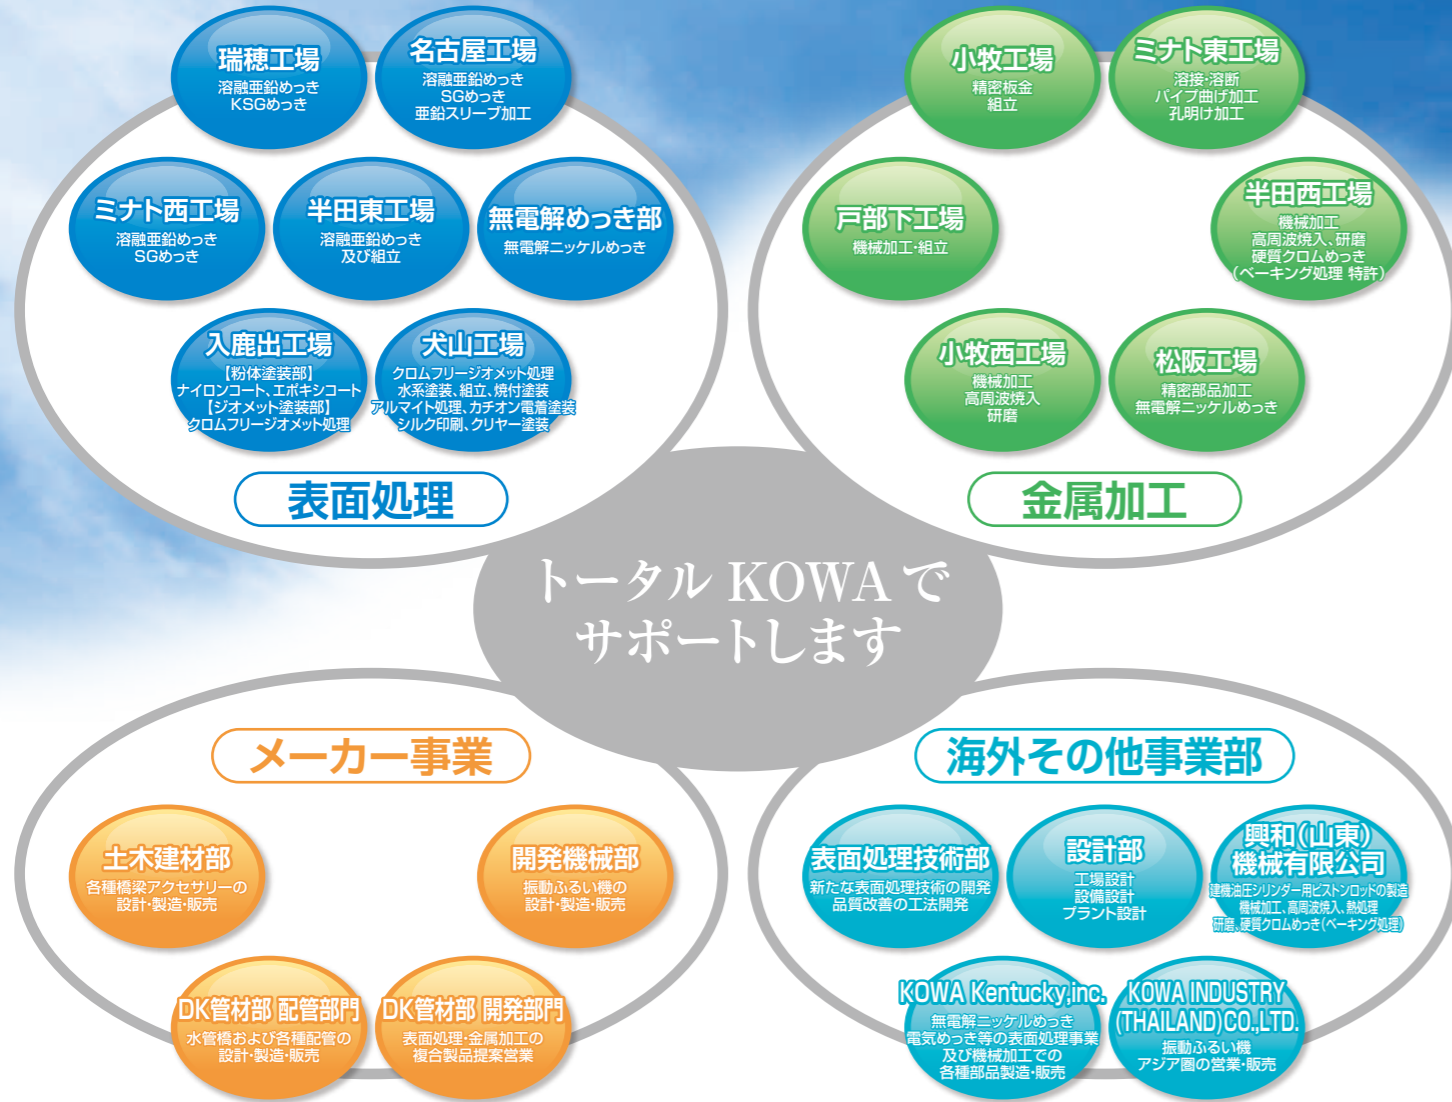 瑞穂工場
溶融亜鉛めっき
KSGめっき
名古屋工場
溶融亜鉛めっき
SGめっき
亜鉛スリーブ加工
ミナト西工場
溶融亜鉛めっき
SGめっき
半田東工場
溶融亜鉛めっき
及び組立
無電解めっき部
無電解ニッケルめっき
入鹿出工場
【粉体塗装部】
ナイロンコート、エポキシコート
【ジオメット塗装部】
クロムフリージオメット処理
犬山工場
クロムフリージオメット処理
水系塗装、組立、焼付塗装
アルマイト処理、カチオン電着塗装
シルク印刷、クリヤー塗装
表面処理
小牧工場
精密板金
組立
ミナト東工場
溶接・溶断
パイプ曲げ加工
孔明け加工
戸部下工場
機械加工・組立
半田西工場
機械加工
高周波焼入、研磨
硬質クロムめっき
（ベーキング処理 特許）
小牧西工場
機械加工
高周波焼入
研磨
松阪工場
精密部品加工
無電解ニッケルめっき
金属加工
トータル KOWA で
サポートします
メーカー事業
土木建材部
各種橋梁アクセサリーの
設計・製造・販売
開発機械部
振動ふるい機の
設計・製造・販売
DK管材部 配管部門
水管橋および各種配管の
設計・製造・販売
DK管材部 開発部門
表面処理・金属加工の
複合製品提案営業
海外その他事業部
表面処理技術部
新たな表面処理技術の開発
品質改善の工法開発
設計部
工場設計
設備設計
プラント設計
興和（山東）
機械有限公司
建機油圧シリンダー用ピストンロッドの製造
機械加工、高周波焼入、熱処理
研磨、硬質クロムめっき（ベーキング処理）
KOWA Kentucky,inc.
無電解ニッケルめっき
電気めっき等の表面処理事業
及び機械加工での
各種部品製造・販売
KOWA INDUSTRY
(THAILAND)CO.,LTD.
振動ふるい機
アジア圏の営業・販売